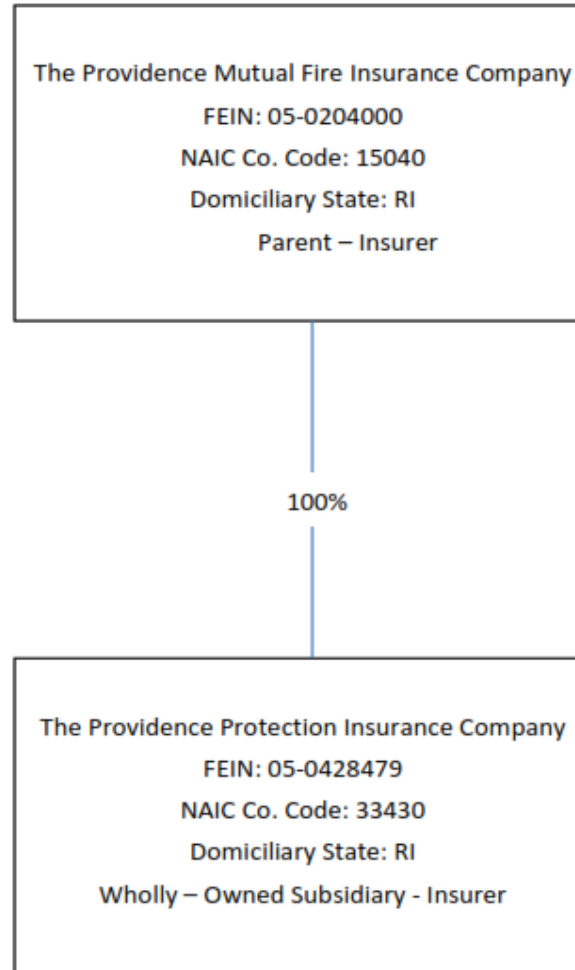 The Providence Mutual Fire Insurance Company
FEIN: 05-0204000
NAIC Co. Code: 15040
Domiciliary State: RI
Parent – Insurer
100%
The Providence Protection Insurance Company
FEIN: 05-0428479
NAIC Co. Code: 33430
Domiciliary State: RI
Wholly – Owned Subsidiary - Insurer